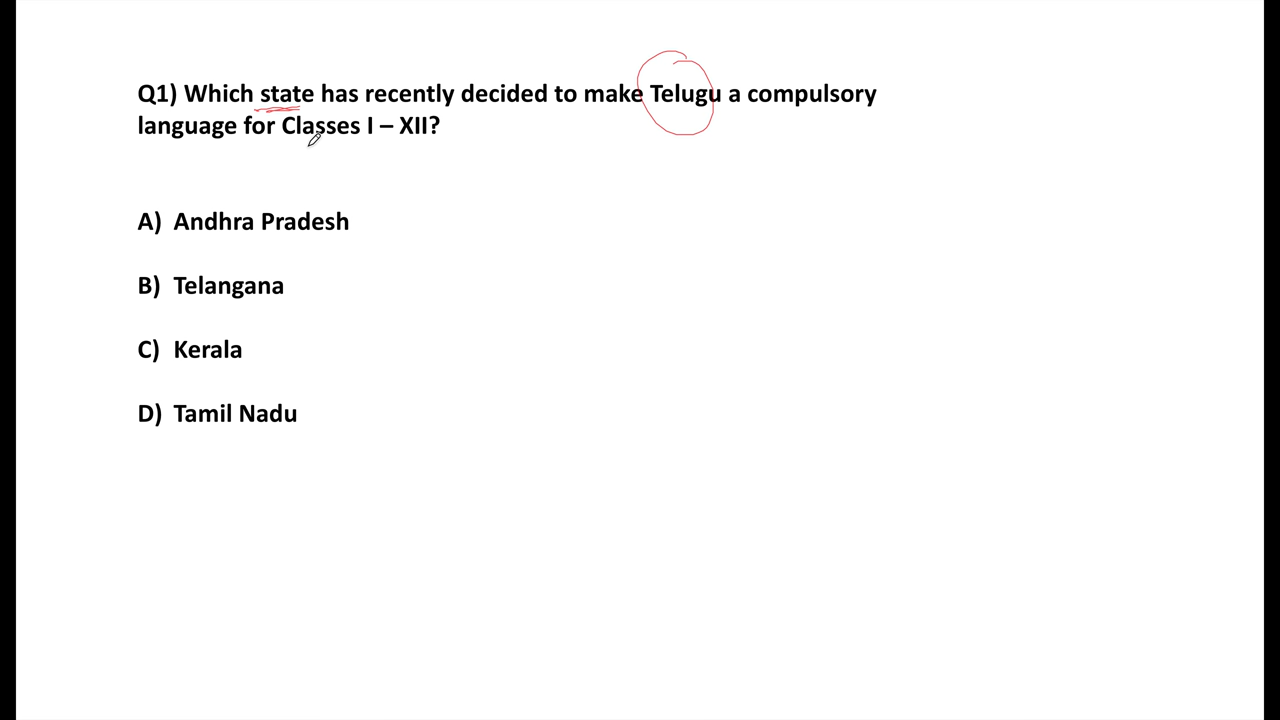 Q1) Which state has recently decided to make Telugu a compulsory
language for Classes I – XII?
A) Andhra Pradesh
B) Telangana
C) Kerala
D) Tamil Nadu